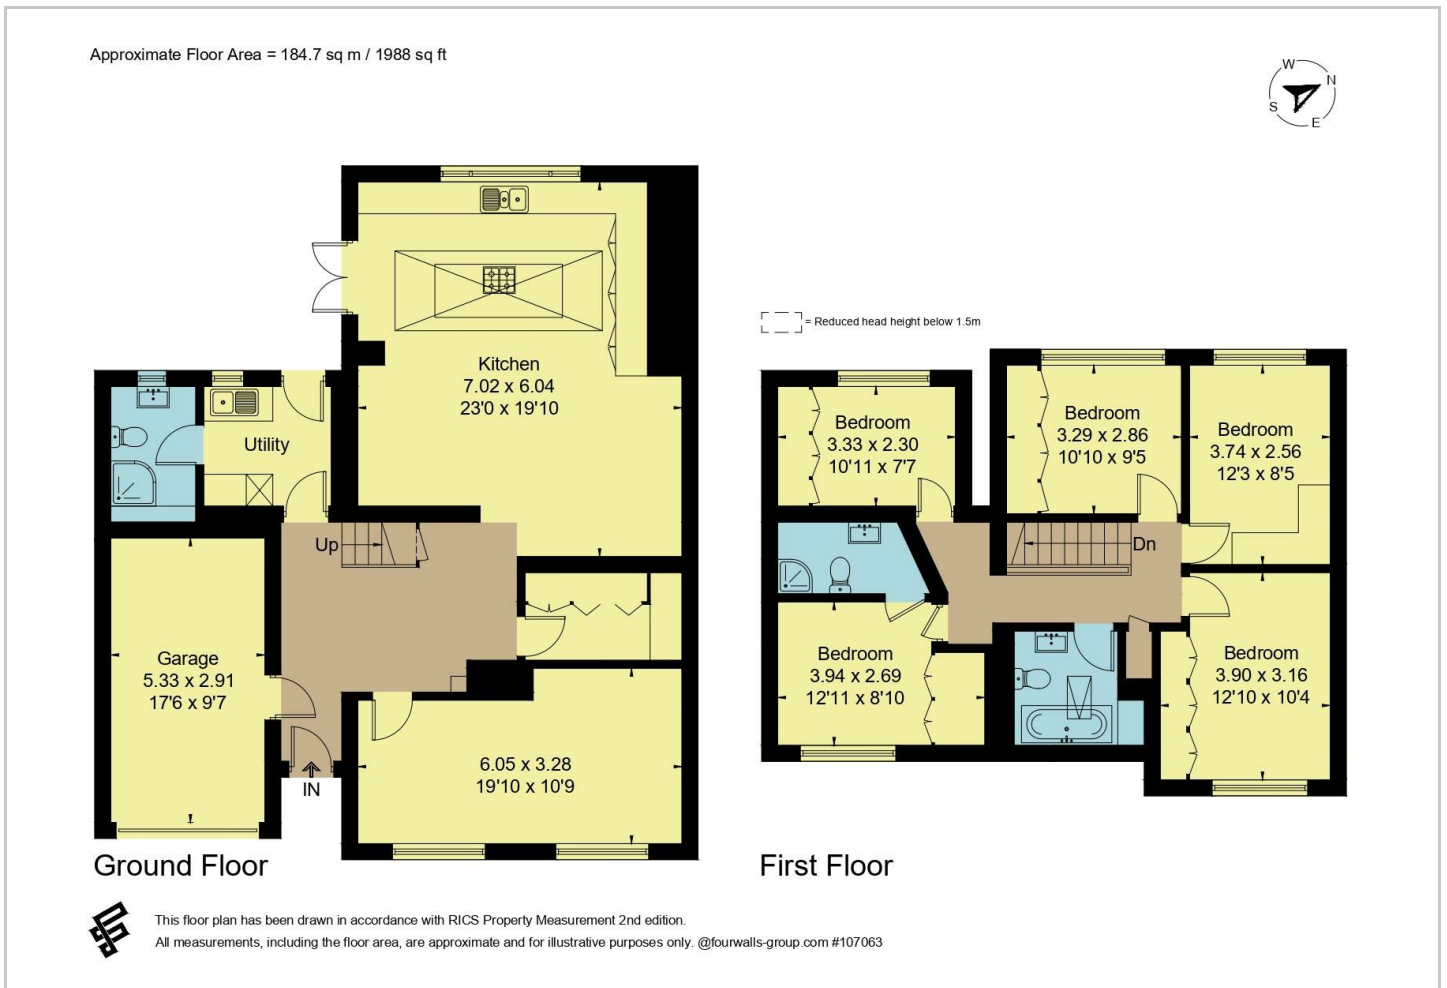 Approximate Floor Area = 184.7 sq m / 1988 sq ft
W
N
S
E
= Reduced head height below 1.5m
Kitchen
7.02 x 6.04
23'0 x 19'10
Utility
Up
Garage
5.33 x 2.91
17'6 x 9'7
IN
6.05 x 3.28
19'10 x 10'9
Ground Floor
Bedroom
3.33 x 2.30
10'11 x 7'7
Bedroom
3.29 x 2.86
10'10 x 9'5
Bedroom
3.74 x 2.56
12'3 x 8'5
Dn
Bedroom
3.94 x 2.69
12'11 x 8'10
Bedroom
3.90 x 3.16
12'10 x 10'4
First Floor
This floor plan has been drawn in accordance with RICS Property Measurement 2nd edition.
All measurements, including the floor area, are approximate and for illustrative purposes only. @fourwalls-group.com #107063